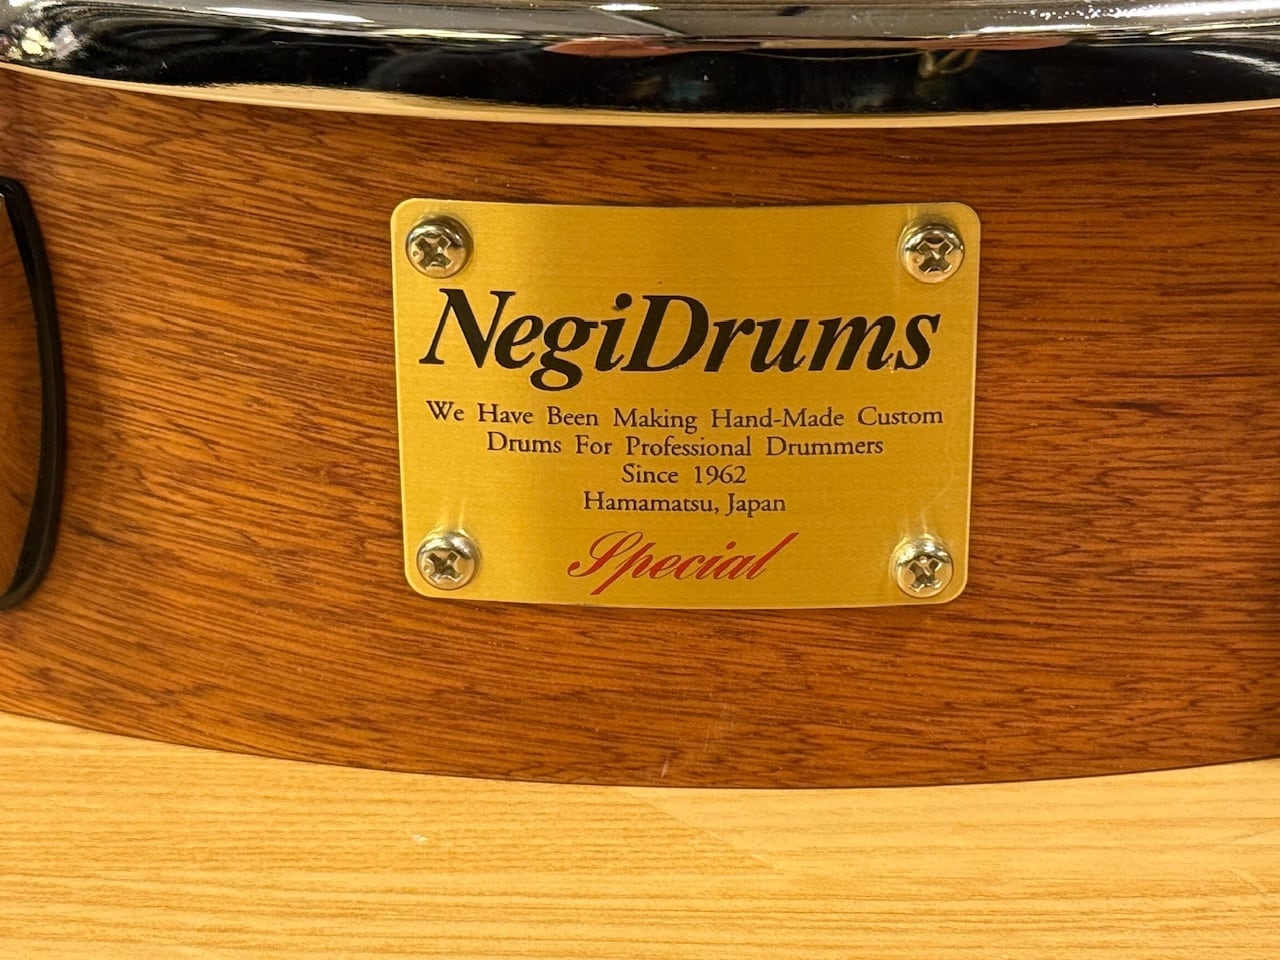 NegiDrums
We Have Been Making Hand-Made Custom
Drums For Professional Drummers
Since 1962
Hamamatsu, Japan
Special